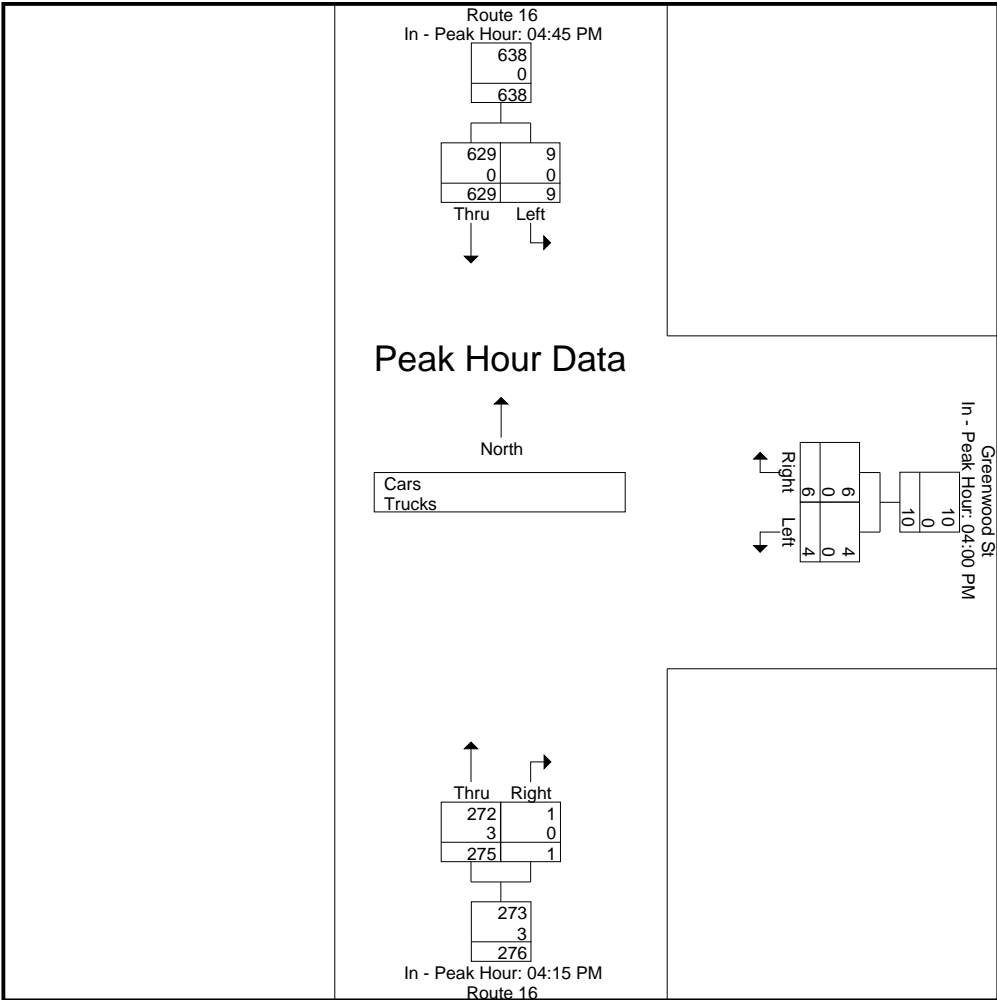 Route 16
In - Peak Hour: 04:45 PM
638
0
638
629 9
0 0
629 9
Thru Left
Peak Hour Data
North
Cars
Trucks
Greenwood St
In - Peak Hour: 04:00 PM
10
0
10
6 4
0 0
6 4
Right Left
Thru Right
272 1
3 0
275 1
273
3
276
In - Peak Hour: 04:15 PM
Route 16